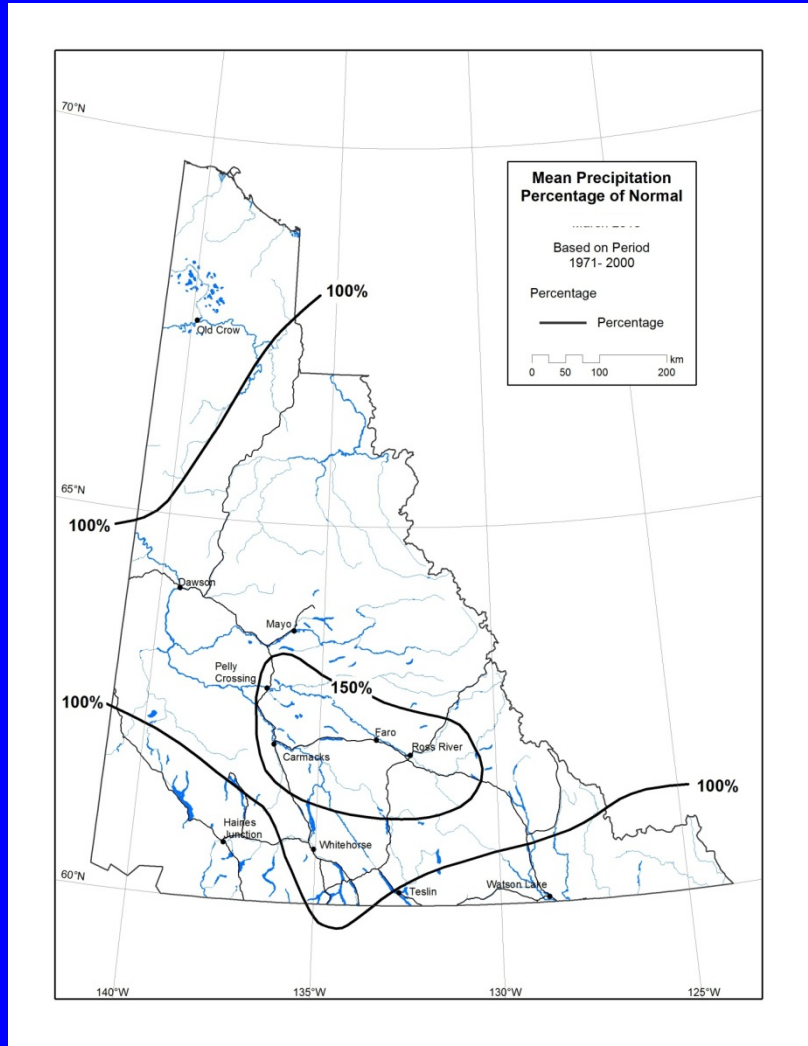 70°N
Mean Precipitation
Percentage of Normal
Based on Period
1971- 2000
Percentage
Percentage
km
0 50 100 200
100%
Old Crow
65°N
100%
Dawson
Mayo
Pelly
Crossing
150%
100%
Faro
Ross River
Carmacks
100%
Haines
Junction
Whitehorse
60°N
Teslin
Watson Lake
140°W
135°W
130°W
125°W